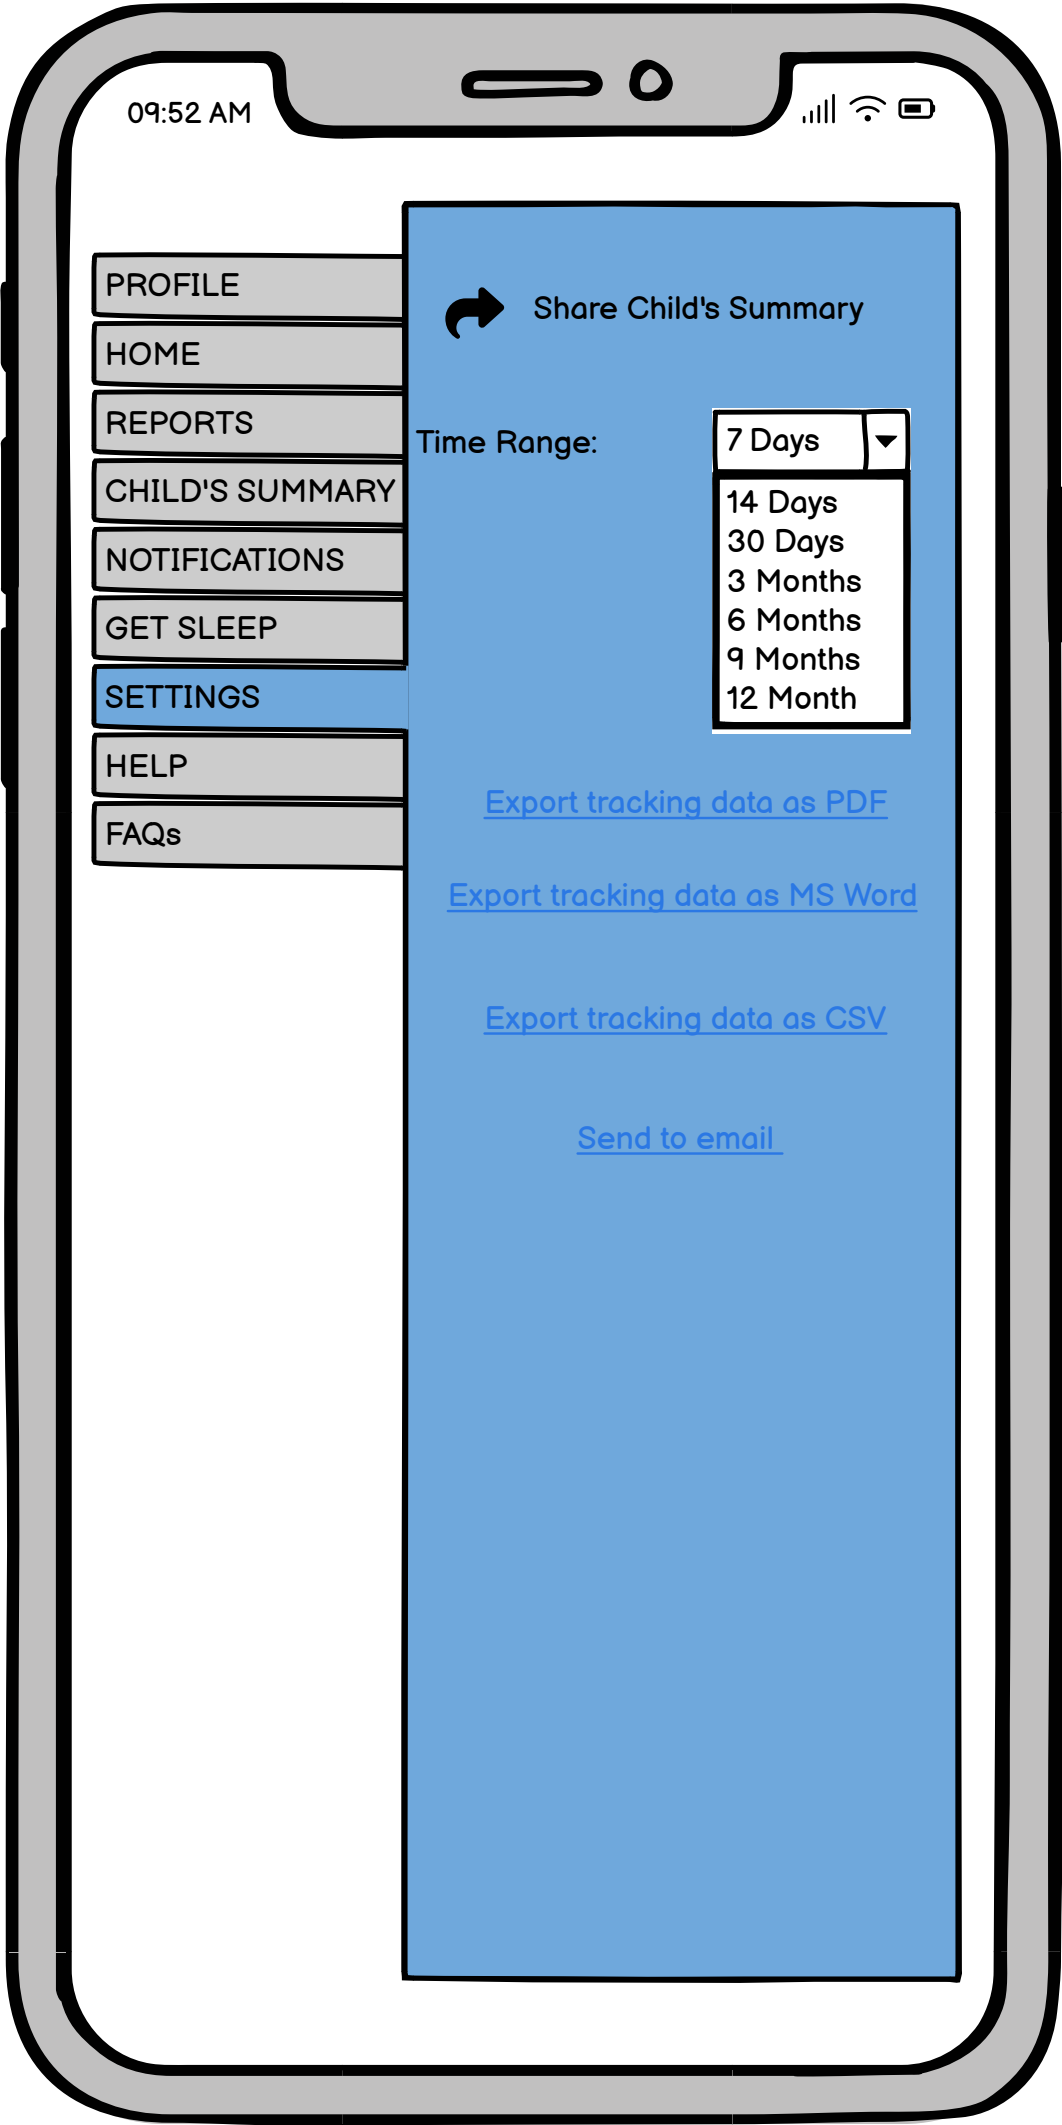 09:52 AM
PROFILE
HOME
REPORTS
CHILD'S SUMMARY
NOTIFICATIONS
GET SLEEP
SETTINGS
HELP
FAQs
Share Child's Summary
Time Range:
7 Days
14 Days
30 Days
3 Months
6 Months
9 Months
12 Month
Export tracking data as PDF
Export tracking data as MS Word
Export tracking data as CSV
Send to email